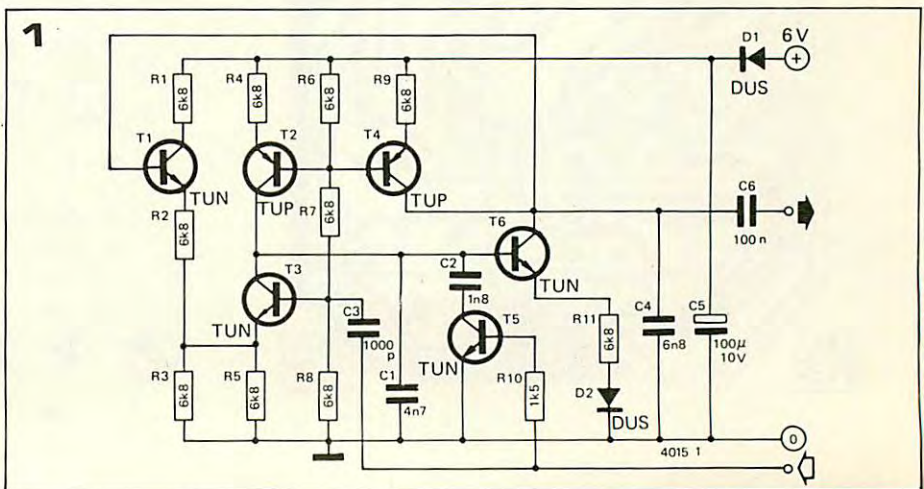 1
D1
6V
+
DUS
R1
6k8
R4
6k8
R6
6k8
R9
6k8
T1
TUN
T2
TUP
T4
TUP
R2
6k8
R7
6k8
C6
100n
T6
TUN
T3
TUN
C2
1n8
C3
1000
p
T5
TUN
R11
6k8
C4
6n8
C5
100µ
10V
R3
6k8
R5
6k8
R8
6k8
C1
4n7
R10
1k5
D2
DUS
4015 1
0